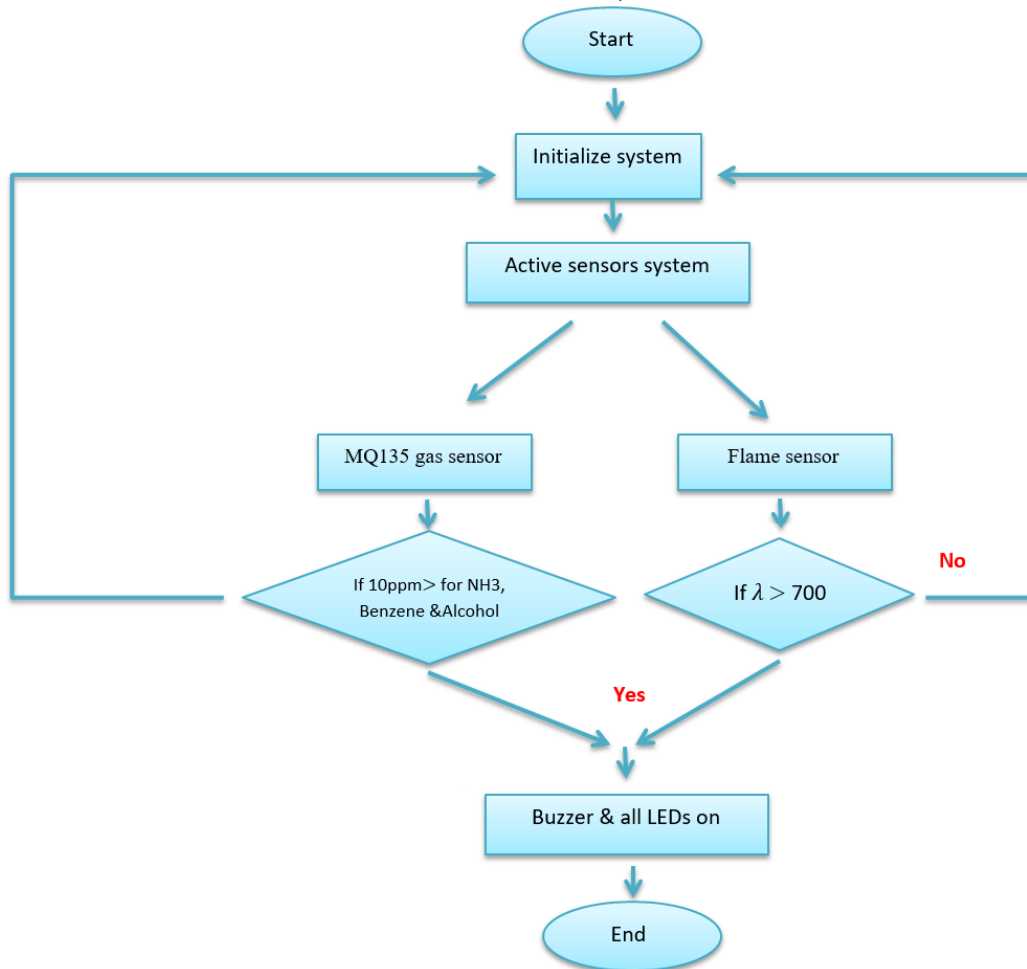 Start
Initialize system
Active sensors system
MQ135 gas sensor
Flame sensor
If 10ppm> for NH3,
Benzene &Alcohol
If λ > 700
No
Yes
Buzzer & all LEDs on
End